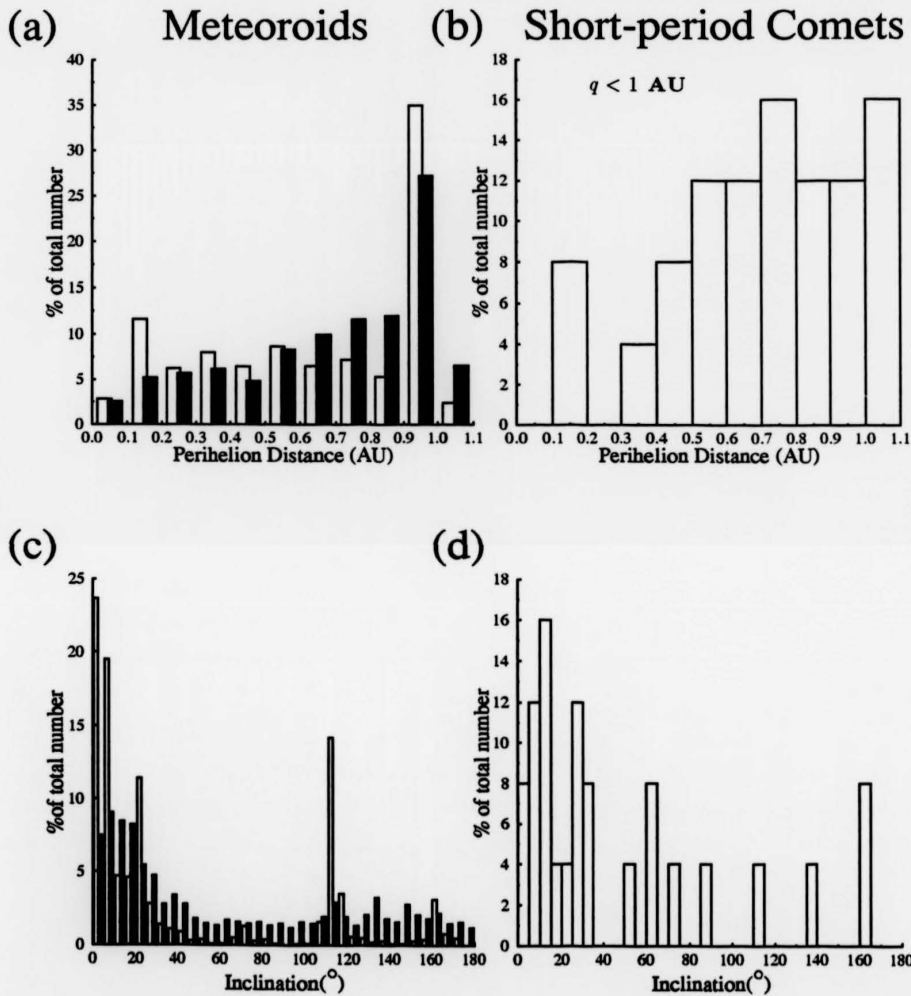 (a) Meteoroids
(b) Short-period Comets
40
35
30
25
20
15
10
5
0
% of total number
0.0 0.1 0.2 0.3 0.4 0.5 0.6 0.7 0.8 0.9 1.0 1.1
Perihelion Distance (AU)
18
16
14
12
10
8
6
4
2
0
% of total number
q < 1 AU
0.0 0.1 0.2 0.3 0.4 0.5 0.6 0.7 0.8 0.9 1.0 1.1
Perihelion Distance (AU)
(c)
25
20
15
10
5
0
%of total number
0 20 40 60 80 100 120 140 160 180
Inclination(°)
(d)
18
16
14
12
10
8
6
4
2
0
% of total number
0 20 40 60 80 100 120 140 160 180
Inclination(°)